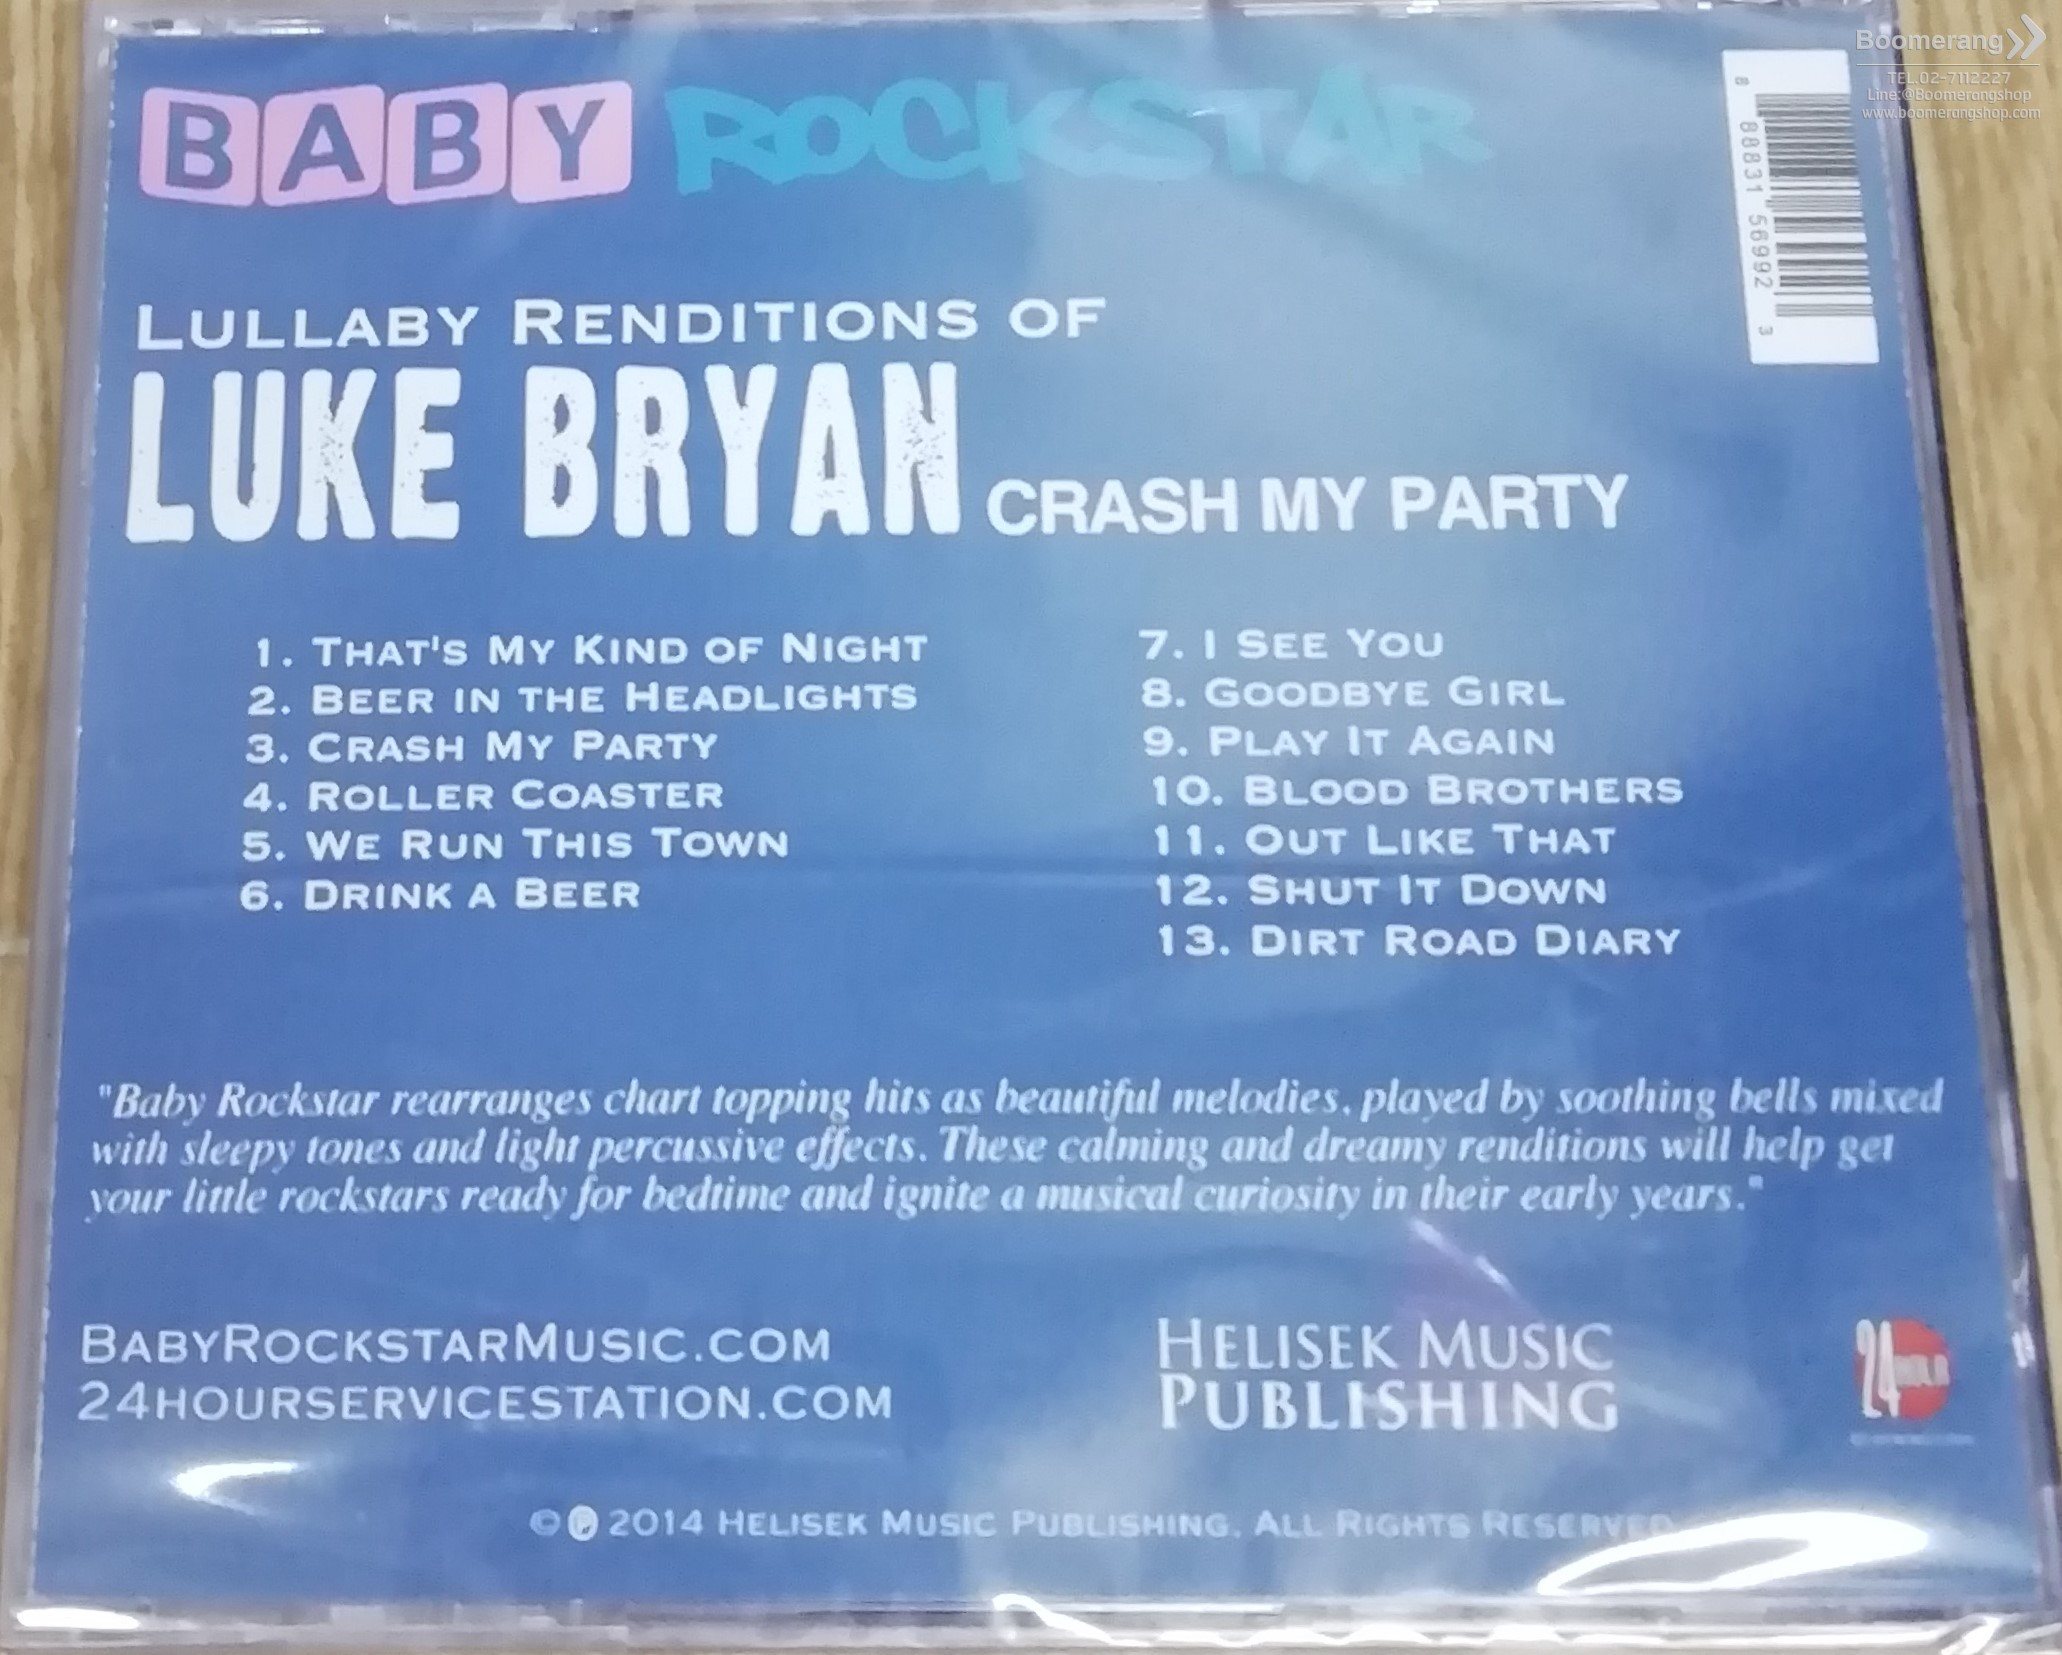 Boomerang
TEL.02-7112227
Line:@Boomerangshop
www.boomerangshop.com
BABY ROCKSTAR
8 88831 56992 3
LULLABY RENDITIONS OF
LUKE BRYAN CRASH MY PARTY
1. THAT'S MY KIND OF NIGHT
2. BEER IN THE HEADLIGHTS
3. CRASH MY PARTY
4. ROLLER COASTER
5. WE RUN THIS TOWN
6. DRINK A BEER
7. I SEE YOU
8. GOODBYE GIRL
9. PLAY IT AGAIN
10. BLOOD BROTHERS
11. OUT LIKE THAT
12. SHUT IT DOWN
13. DIRT ROAD DIARY
"Baby Rockstar rearranges chart topping hits as beautiful melodies, played by soothing bells mixed
with sleepy tones and light percussive effects. These calming and dreamy renditions will help get
your little rockstars ready for bedtime and ignite a musical curiosity in their early years."
BABYROCKSTARMUSIC.COM
24HOURSERVICESTATION.COM
HELISEK MUSIC
PUBLISHING
24
© ℗ 2014 HELISEK MUSIC PUBLISHING. ALL RIGHTS RESERVED